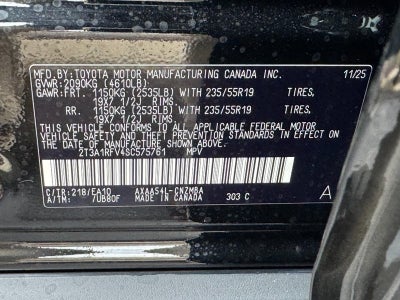 MFD.BY:TOYOTA MOTOR MANUFACTURING CANADA INC. 11/25
GVWR:2090KG (4610LB)
GAWR:FRT. 1150KG (2535LB) WITH 235/55R19 TIRES,
19X7 1/2J RIMS.
RR. 1150KG (2535LB) WITH 235/55R19 TIRES,
19X7 1/2J RIMS.
THIS VEHICLE CONFORMS TO ALL APPLICABLE FEDERAL MOTOR
VEHICLE SAFETY AND THEFT PREVENTION STANDARDS IN EFFECT
ON THE DATE OF MANUFACTURE SHOWN ABOVE.
2T3A1RFV4SC575761 MPV
C/TR:218/EA10 AXAA54L-CNZMBA
A/TM: /UB80F MADE IN CANADA 303 C A